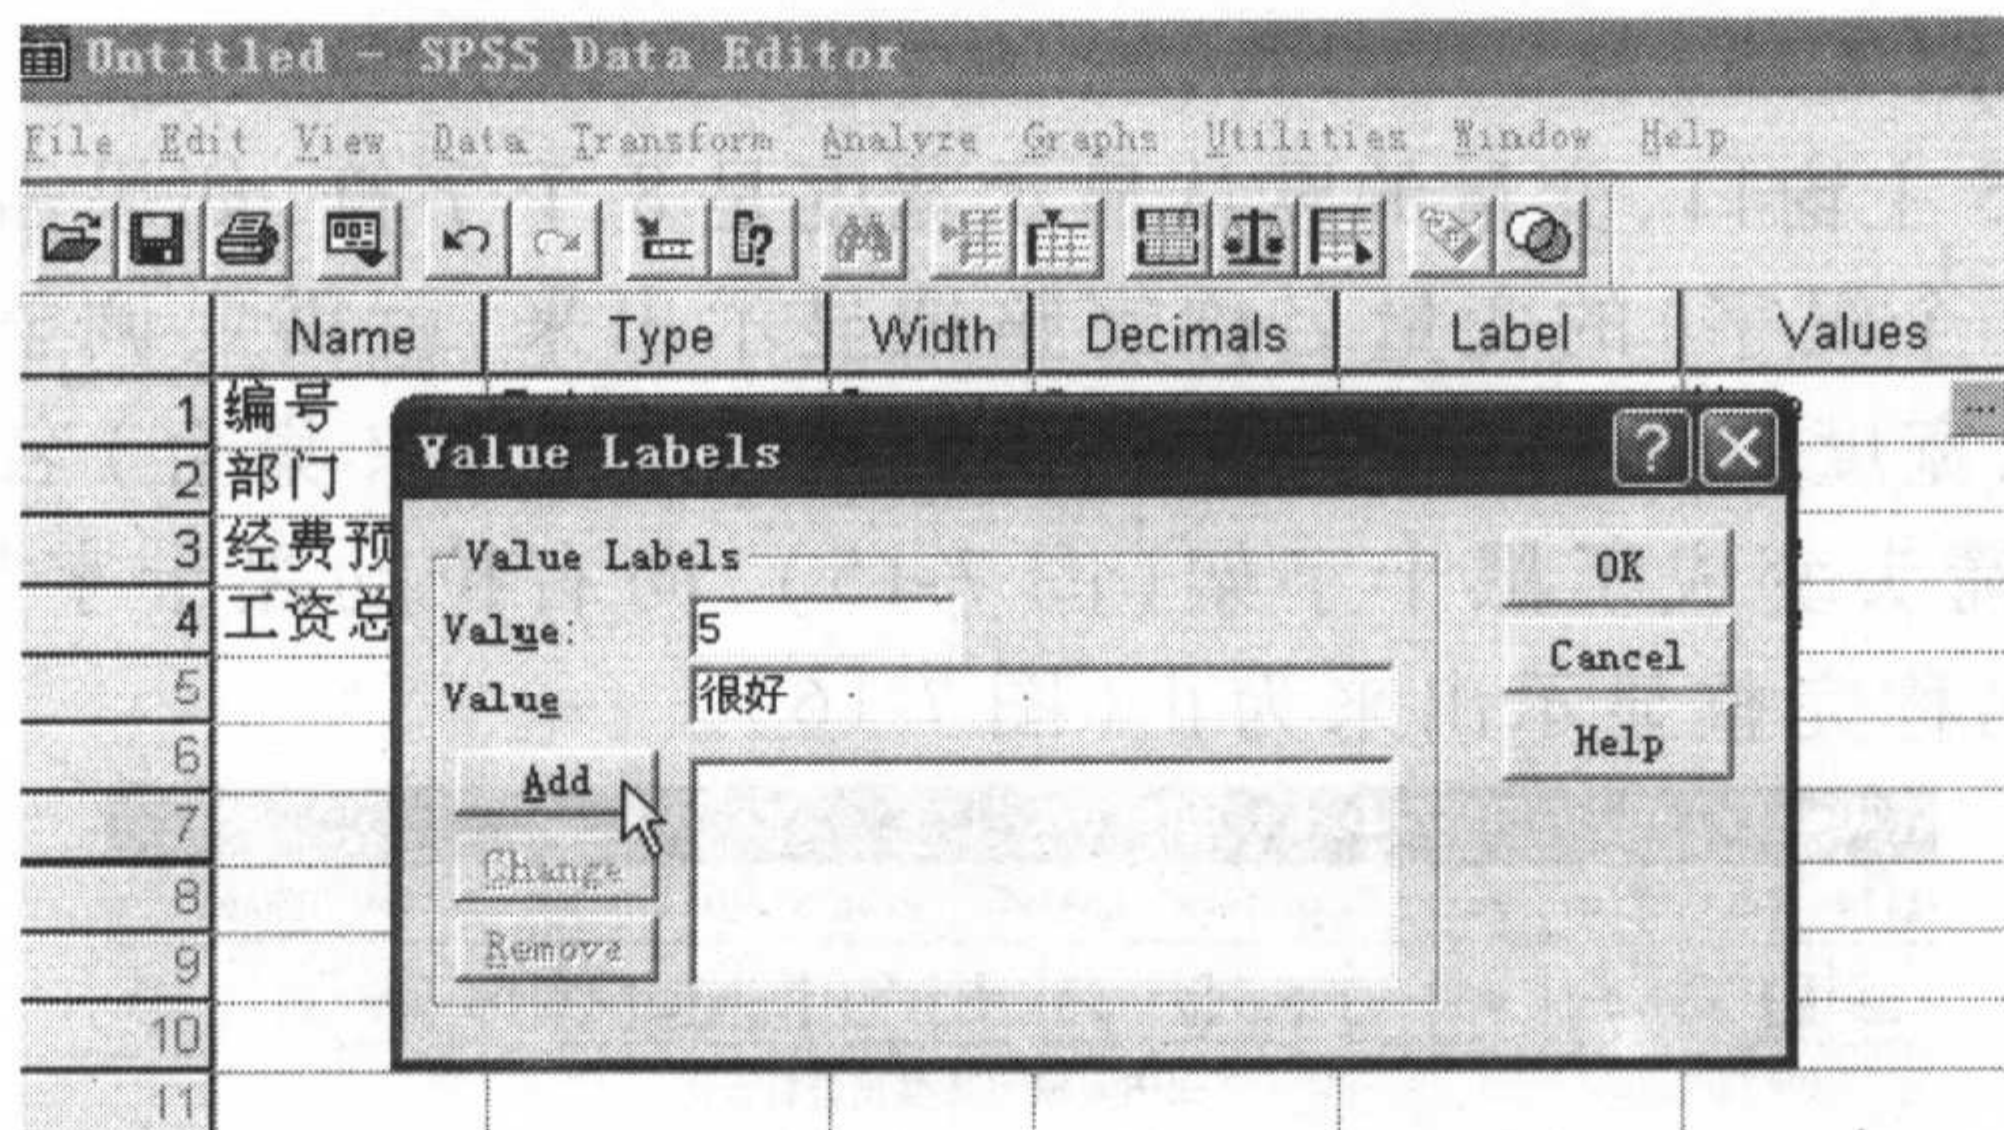 Untitled - SPSS Data Editor
File Edit View Data Transform Analyze Graphs Utilities Window Help
Name Type Width Decimals Label Values
1 编号
2 部门
3 经费预
4 工资总
5
6
7
8
9
10
11
Value Labels
Value Labels
Value: 5
Value 很好
Add
Change
Remove
OK
Cancel
Help